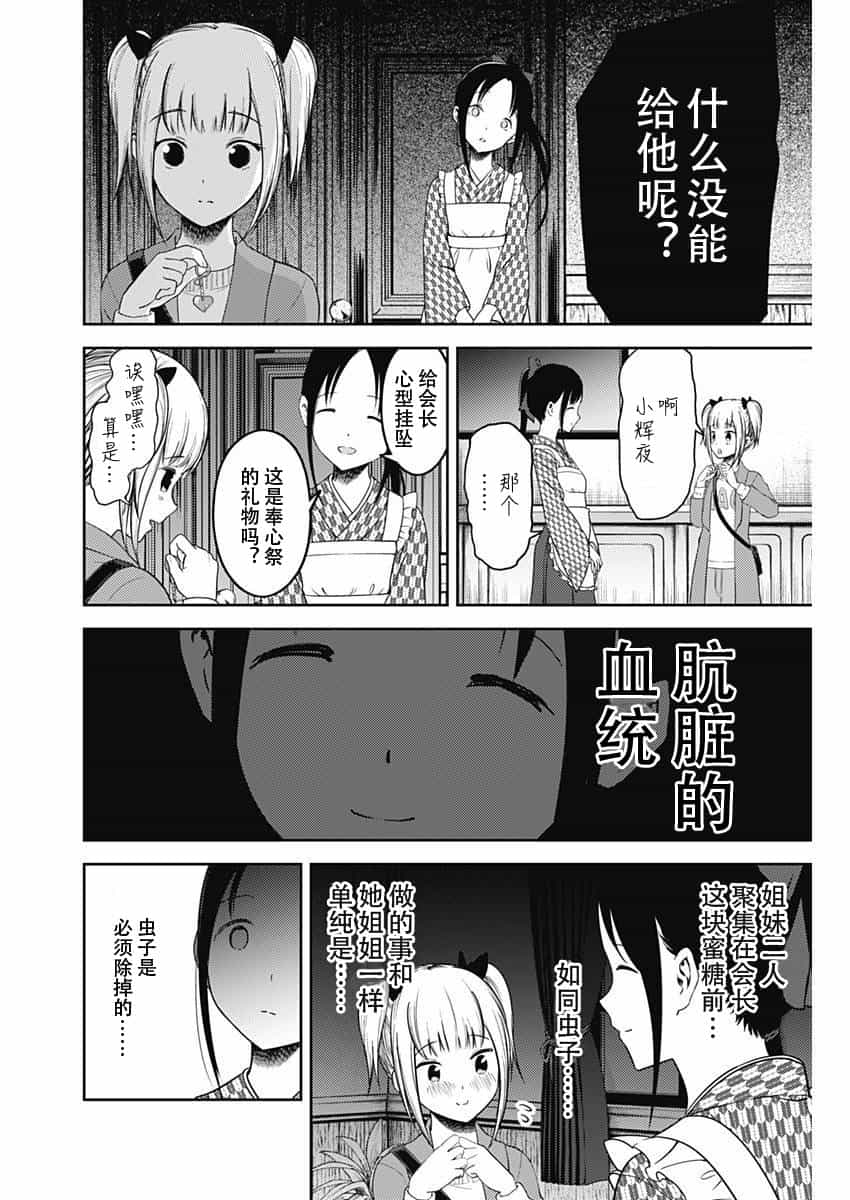 什么没能
给他呢？
啊
小辉夜
那个
……
给会长
心型挂坠
这是奉心祭
的礼物吗？
诶嘿嘿…
算是…
肮脏的
血统
姐妹二人
聚集在会长
这块蜜糖前…
如同虫子……
做的事和
她姐姐一样
单纯是……
虫子是
必须除掉的……